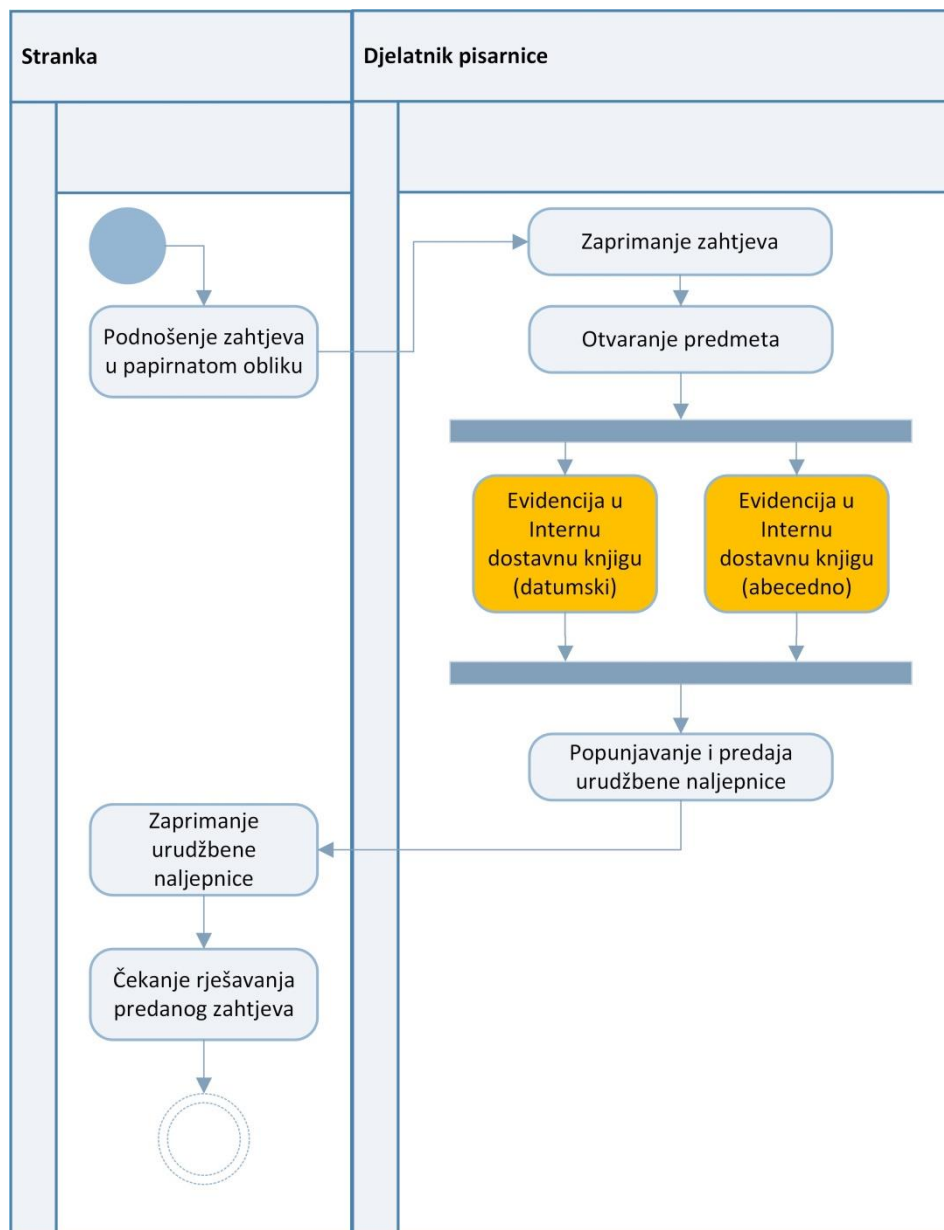 Stranka
Djelatnik pisarnice
Zaprimanje zahtjeva
Podnošenje zahtjeva
u papirnatom obliku
Otvaranje predmeta
Evidencija u
Internu
dostavnu knjigu
(datumski)
Evidencija u
Internu
dostavnu knjigu
(abecedno)
Popunjavanje i predaja
urudžbene naljepnice
Zaprimanje
urudžbene
naljepnice
Čekanje rješavanja
predanog zahtjeva